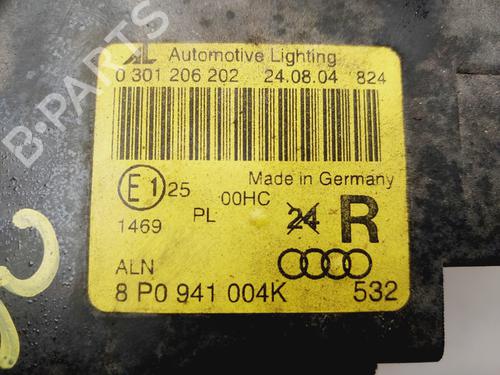 AL Automotive Lighting
0 301 206 202 24.08.04 824
E1 25 00HC Made in Germany
1469 PL 24 R
ALN
8 P0 941 004K 532
B-PARTS